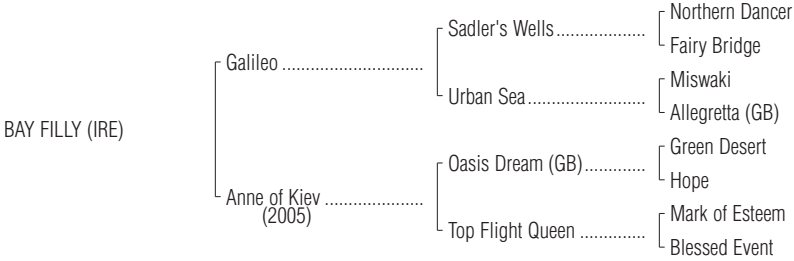 Northern Dancer
Sadler's Wells....................
Fairy Bridge
Galileo ..............................
Miswaki
Urban Sea.........................
Allegretta (GB)
BAY FILLY (IRE)
Green Desert
Oasis Dream (GB).............
Hope
Anne of Kiev .....................
(2005)
Mark of Esteem
Top Flight Queen ..............
Blessed Event